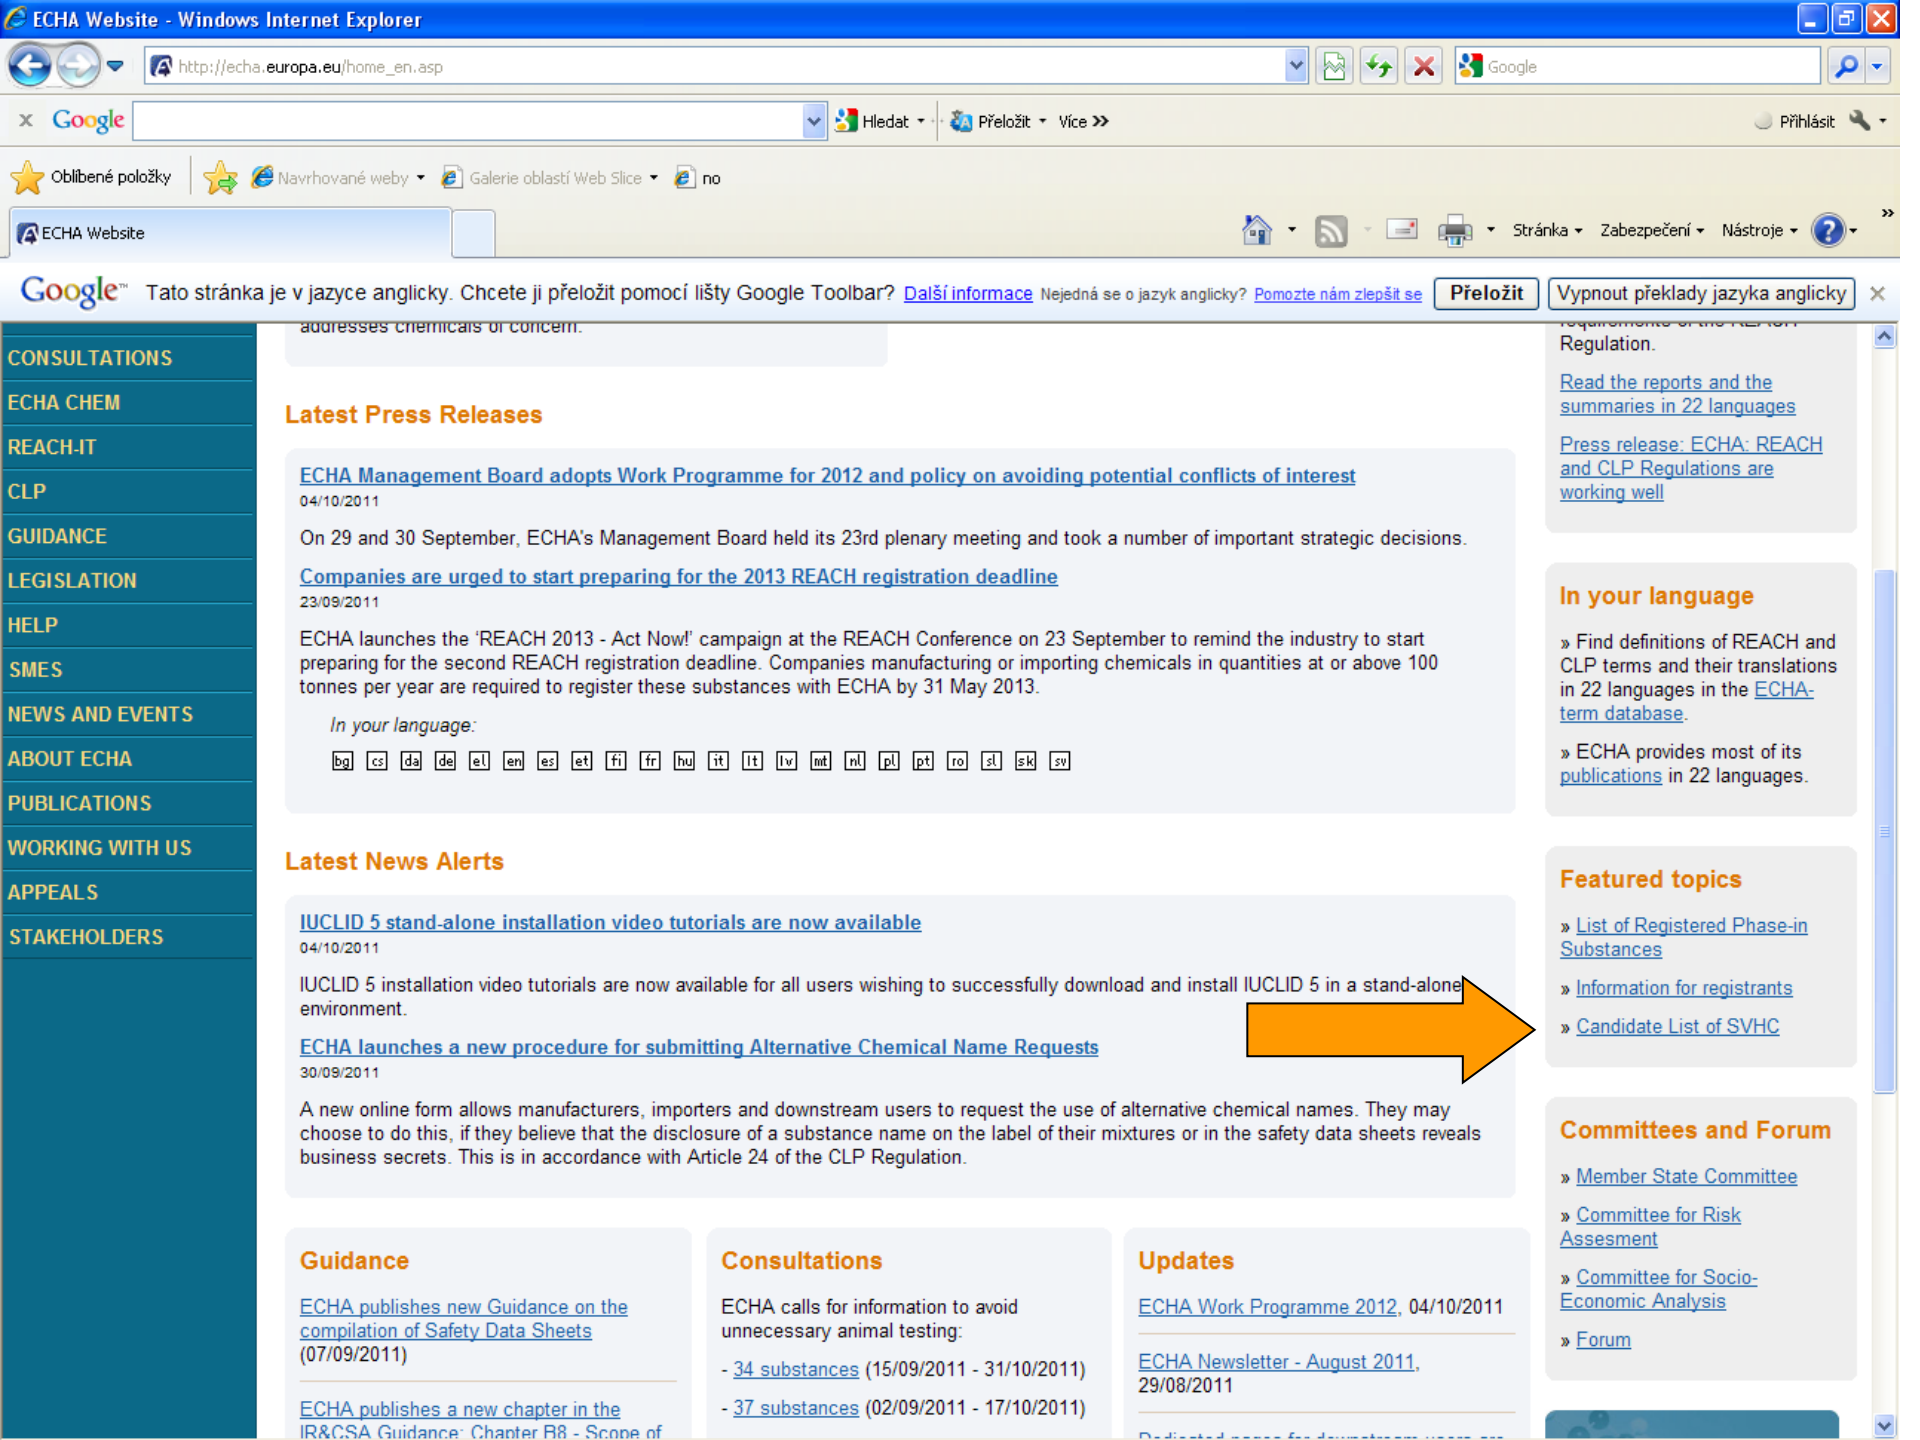 ECHA Website - Windows Internet Explorer
http://echa.europa.eu/home_en.asp
Google
x Google
Hledat
Přeložit
Více >>
Přihlásit
Oblíbené položky
Navrhované weby
Galerie oblastí Web Slice
no
ECHA Website
Stránka
Zabezpečení
Nástroje
»
Google™ Tato stránka je v jazyce anglicky. Chcete ji přeložit pomocí lišty Google Toolbar? Další informace Nejedná se o jazyk anglicky? Pomozte nám zlepšit se Přeložit Vypnout překlady jazyka anglicky ×
CONSULTATIONS
ECHA CHEM
REACH-IT
CLP
GUIDANCE
LEGISLATION
HELP
SMES
NEWS AND EVENTS
ABOUT ECHA
PUBLICATIONS
WORKING WITH US
APPEALS
STAKEHOLDERS
addresses chemicals of concern.
Latest Press Releases
ECHA Management Board adopts Work Programme for 2012 and policy on avoiding potential conflicts of interest
04/10/2011
On 29 and 30 September, ECHA's Management Board held its 23rd plenary meeting and took a number of important strategic decisions.
Companies are urged to start preparing for the 2013 REACH registration deadline
23/09/2011
ECHA launches the ‘REACH 2013 - Act Now!’ campaign at the REACH Conference on 23 September to remind the industry to start
preparing for the second REACH registration deadline. Companies manufacturing or importing chemicals in quantities at or above 100
tonnes per year are required to register these substances with ECHA by 31 May 2013.
In your language:
bg cs da de el en es et fi fr hu it lt lv mt nl pl pt ro sl sk sv
Latest News Alerts
IUCLID 5 stand-alone installation video tutorials are now available
04/10/2011
IUCLID 5 installation video tutorials are now available for all users wishing to successfully download and install IUCLID 5 in a stand-alone
environment.
ECHA launches a new procedure for submitting Alternative Chemical Name Requests
30/09/2011
A new online form allows manufacturers, importers and downstream users to request the use of alternative chemical names. They may
choose to do this, if they believe that the disclosure of a substance name on the label of their mixtures or in the safety data sheets reveals
business secrets. This is in accordance with Article 24 of the CLP Regulation.
Guidance
ECHA publishes new Guidance on the
compilation of Safety Data Sheets
(07/09/2011)
ECHA publishes a new chapter in the
IR&CSA Guidance: Chapter R8 - Scope of
Consultations
ECHA calls for information to avoid
unnecessary animal testing:
- 34 substances (15/09/2011 - 31/10/2011)
- 37 substances (02/09/2011 - 17/10/2011)
Updates
ECHA Work Programme 2012, 04/10/2011
ECHA Newsletter - August 2011,
29/08/2011
Dedicated pages for downstream users are
requirements of the REACH
Regulation.
Read the reports and the
summaries in 22 languages
Press release: ECHA: REACH
and CLP Regulations are
working well
In your language
» Find definitions of REACH and
CLP terms and their translations
in 22 languages in the ECHA-
term database.
» ECHA provides most of its
publications in 22 languages.
Featured topics
» List of Registered Phase-in
Substances
» Information for registrants
» Candidate List of SVHC
Committees and Forum
» Member State Committee
» Committee for Risk
Assesment
» Committee for Socio-
Economic Analysis
» Forum